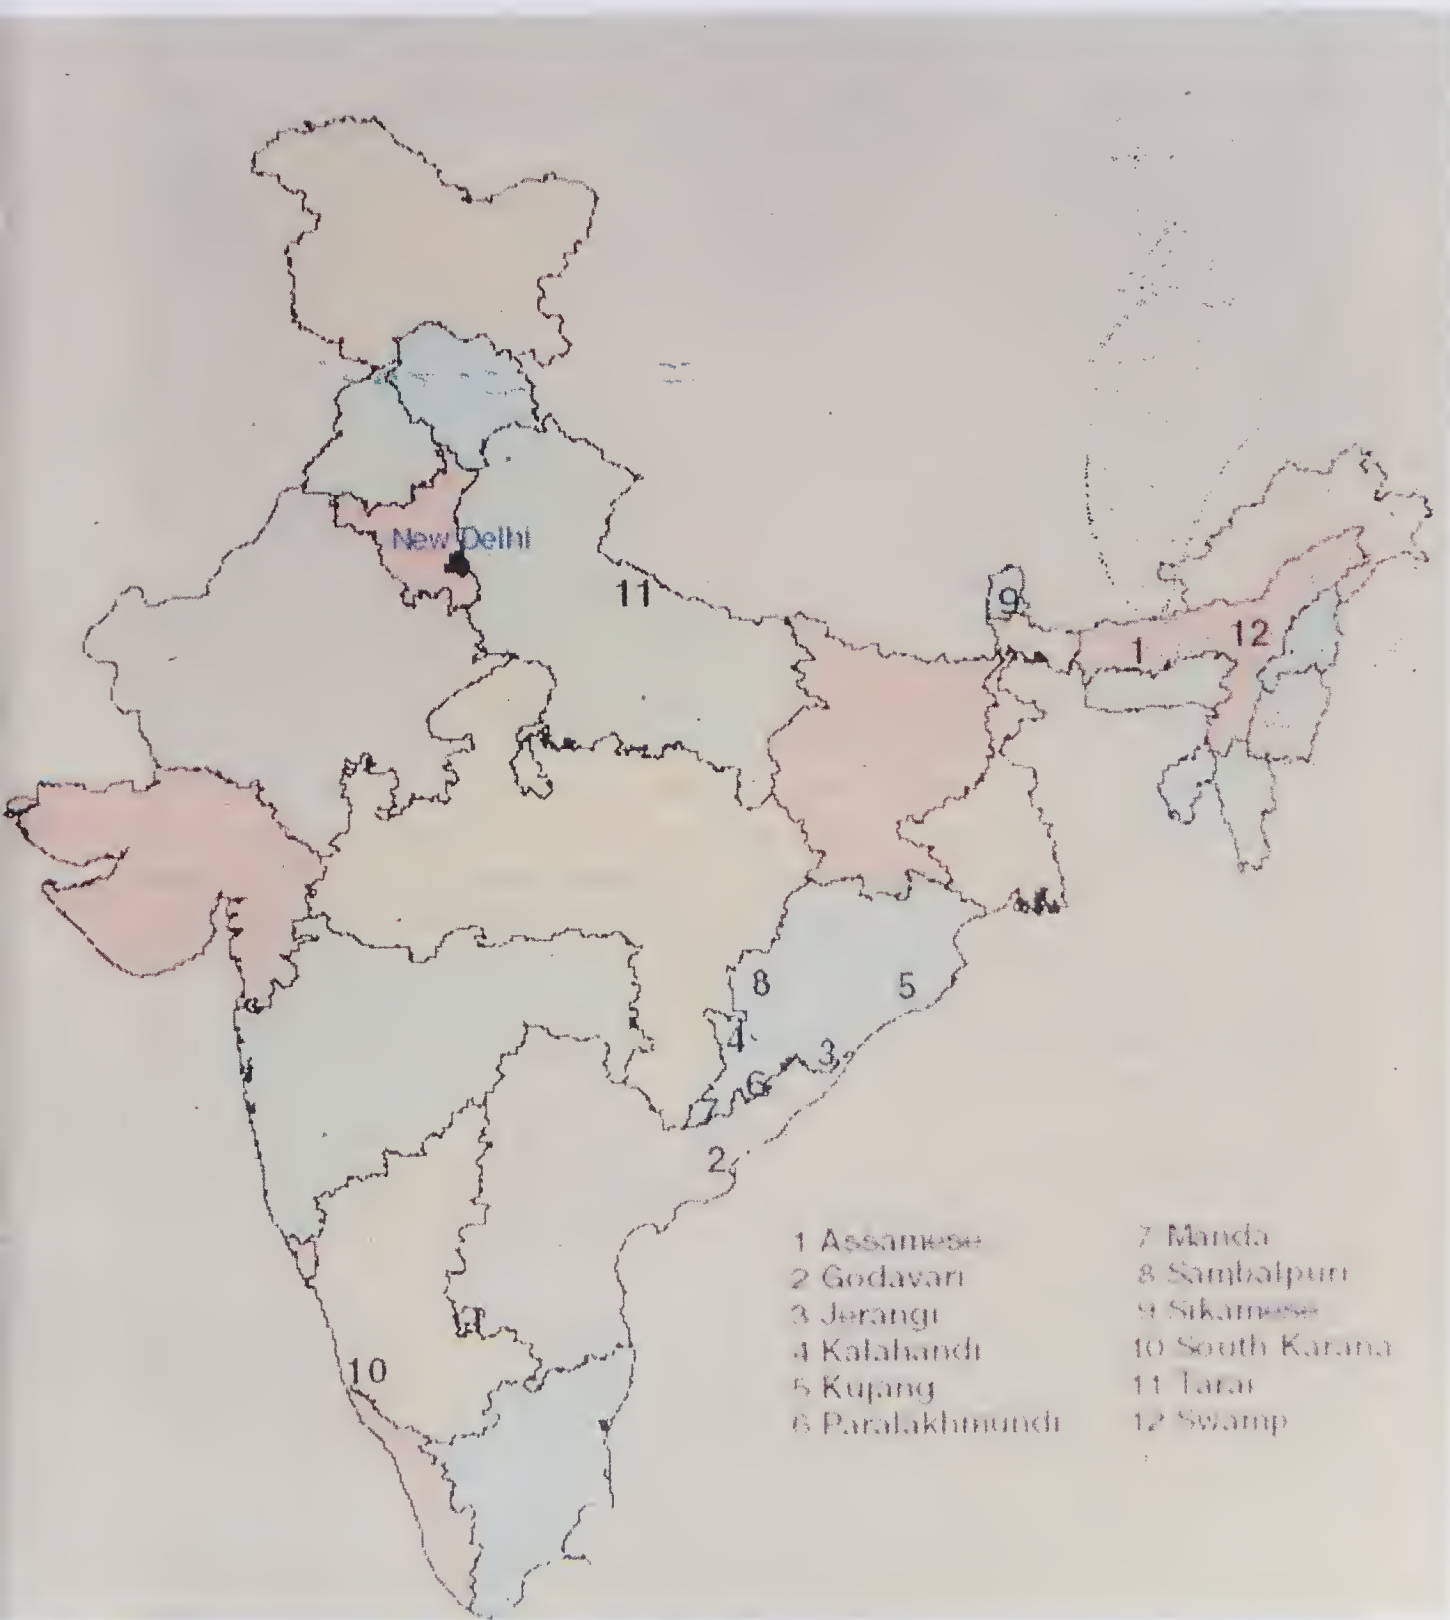 New Delhi
11
9
12
1
8
5
4
3
6
7
2
10
1 Assamese
2 Godavari
3 Jerangi
4 Kalahandi
5 Kujang
6 Paralakhmundi
7 Manda
8 Sambalpuri
9 Sikamese
10 South Karana
11 Tarai
12 Swamp